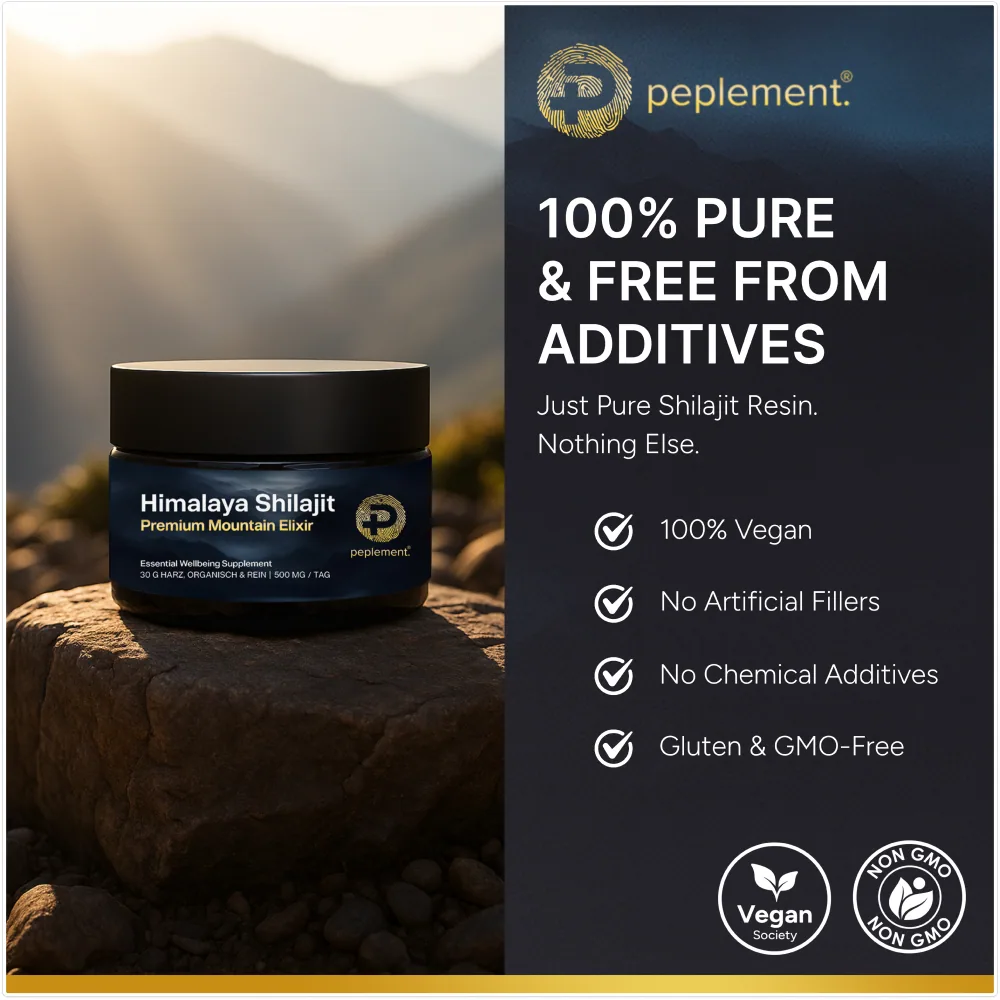 peplement.®
100% PURE
& FREE FROM
ADDITIVES
Just Pure Shilajit Resin.
Nothing Else.
100% Vegan
No Artificial Fillers
No Chemical Additives
Gluten & GMO-Free
Himalaya Shilajit
Premium Mountain Elixir
peplement.®
Essential Wellbeing Supplement
30 G HARZ, ORGANISCH & REIN | 500 MG / TAG
Vegan
Society
NON GMO
NON GMO